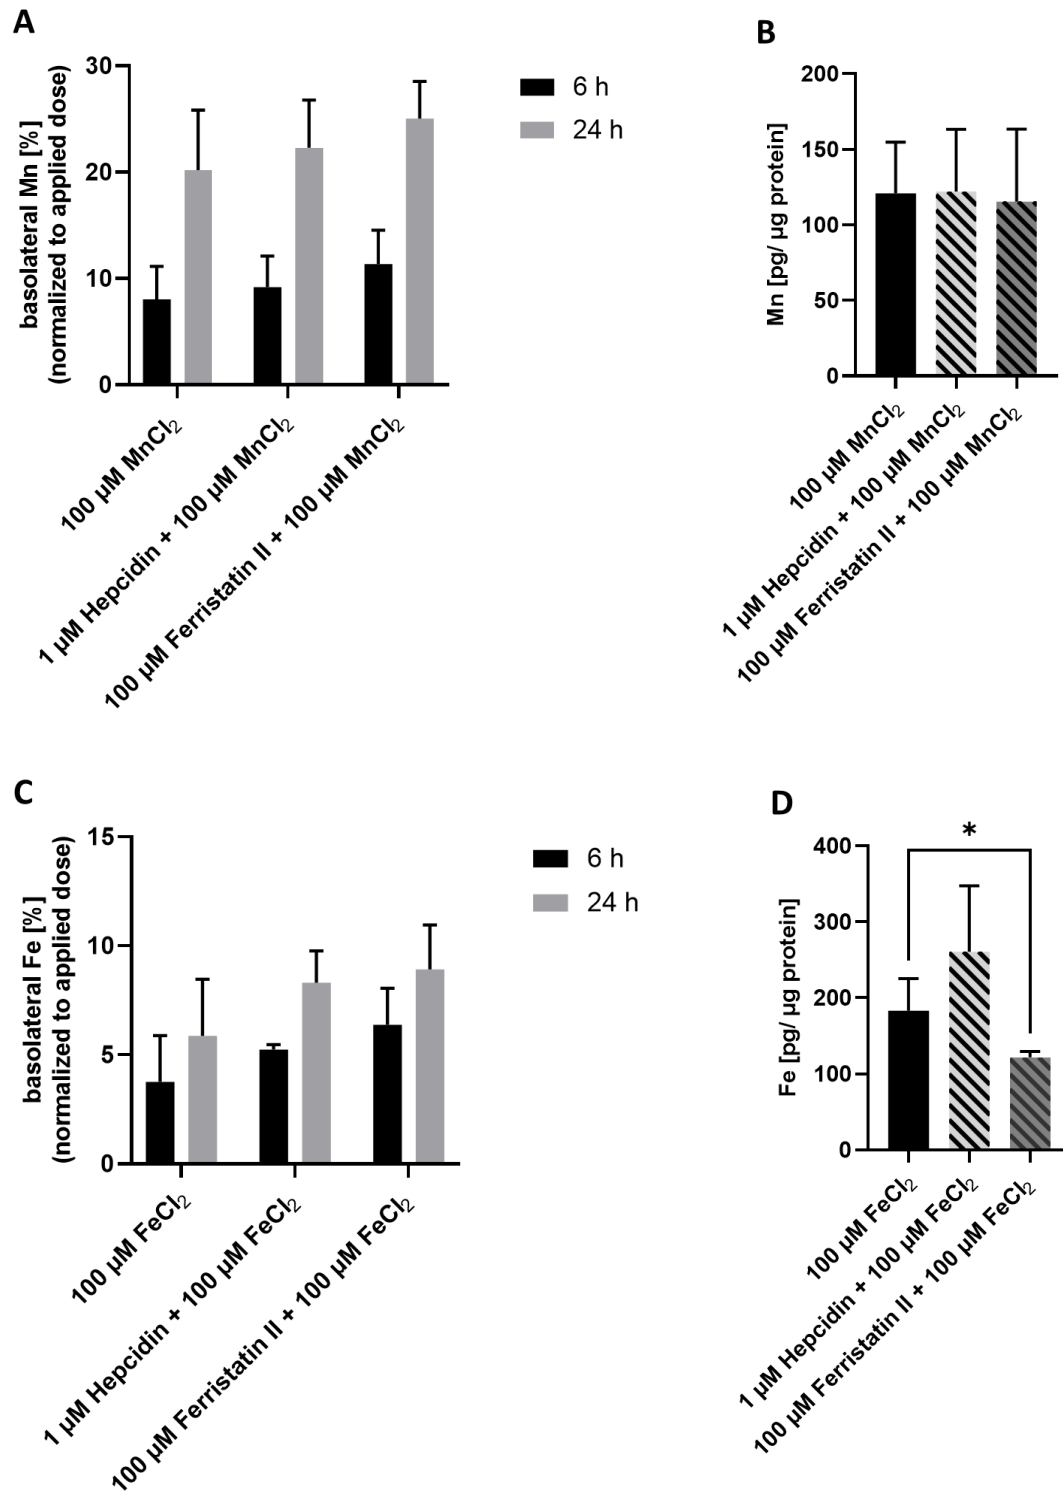 A
basolateral Mn [%]
(normalized to applied dose)
30
20
10
0
6 h
24 h
100 µM MnCl₂
1 µM Hepcidin + 100 µM MnCl₂
100 µM Ferristatin II + 100 µM MnCl₂
B
Mn [pg/ µg protein]
200
150
100
50
0
100 µM MnCl₂
1 µM Hepcidin + 100 µM MnCl₂
100 µM Ferristatin II + 100 µM MnCl₂
C
basolateral Fe [%]
(normalized to applied dose)
15
10
5
0
6 h
24 h
100 µM FeCl₂
1 µM Hepcidin + 100 µM FeCl₂
100 µM Ferristatin II + 100 µM FeCl₂
D
*
Fe [pg/ µg protein]
400
300
200
100
0
100 µM FeCl₂
1 µM Hepcidin + 100 µM FeCl₂
100 µM Ferristatin II + 100 µM FeCl₂